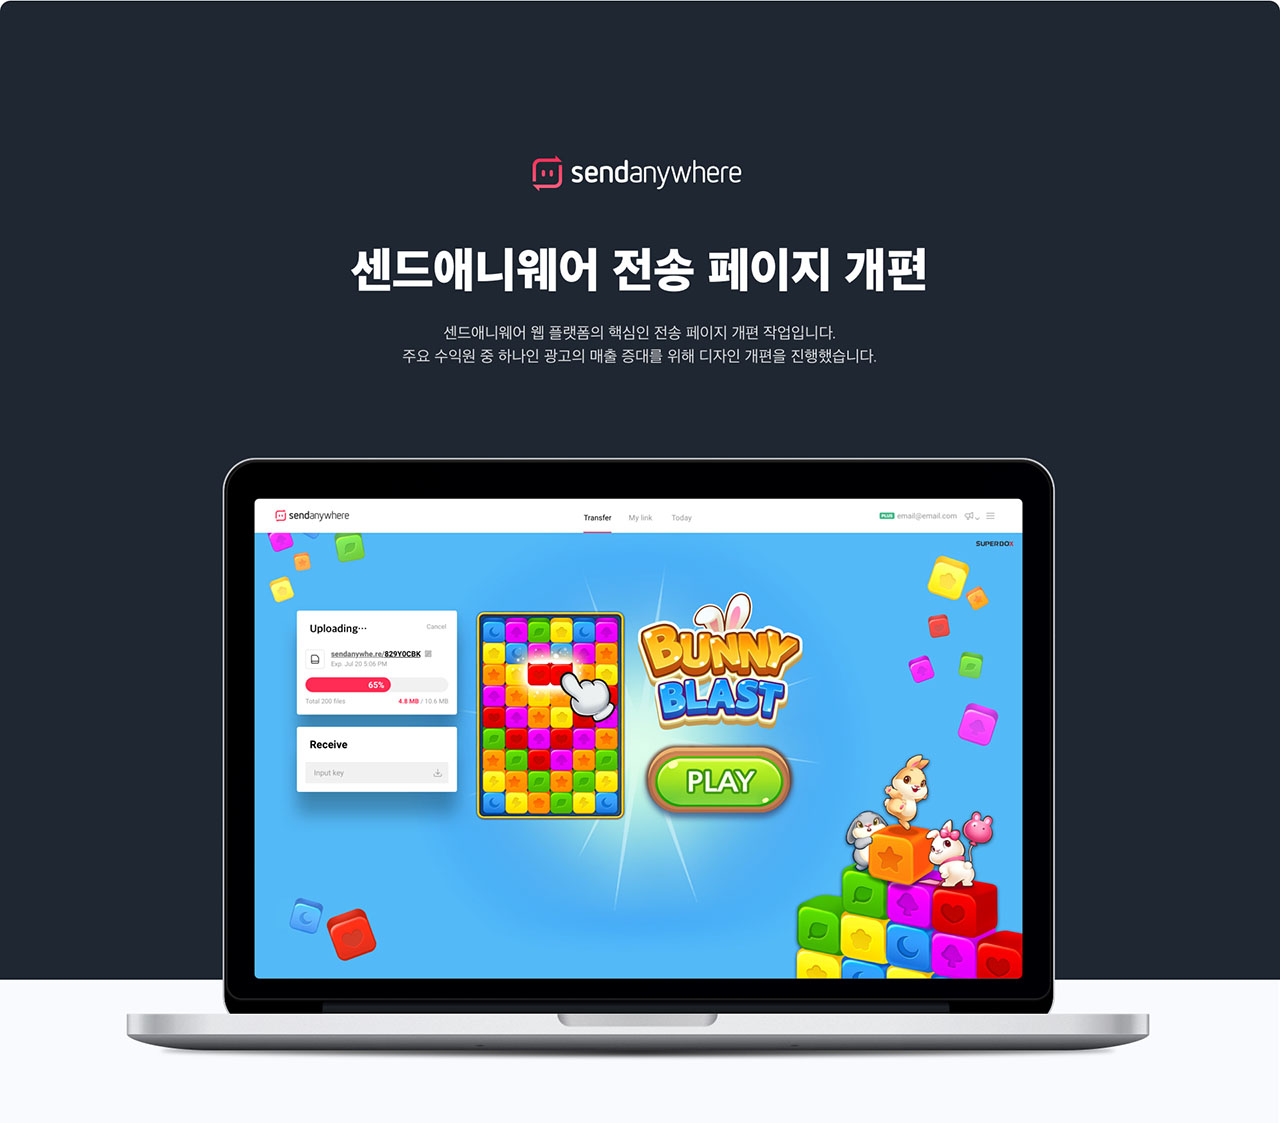 sendanywhere
센드애니웨어 전송 페이지 개편
센드애니웨어 웹 플랫폼의 핵심인 전송 페이지 개편 작업입니다.
주요 수익원 중 하나인 광고의 매출 증대를 위해 디자인 개편을 진행했습니다.
sendanywhere
Transfer My link Today
PLUS email@email.com
SUPERBOX
Uploading··· Cancel
sendanywhe.re/829Y0CBK
Exp. Jul 20 5:06 PM
65%
Total 200 files 4.8 MB / 10.6 MB
Receive
Input key
BUNNY
BLAST
PLAY